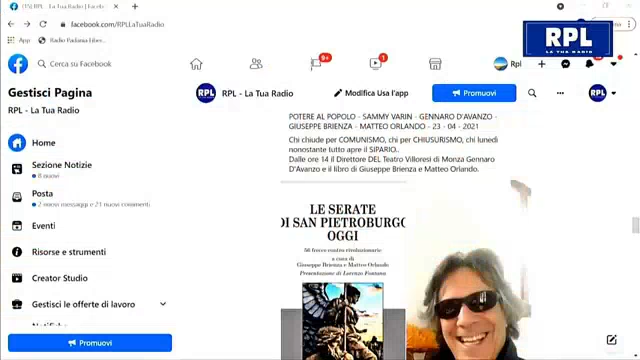 (15) RPL - La Tua Radio | Faceb
facebook.com/RPLLaTuaRadio
App
Radio Padania Liber...
RPL
LA TUA RADIO
Cerca su Facebook
9+
1
Rpl
Gestisci Pagina
RPL - La Tua Radio
RPL
RPL - La Tua Radio
Modifica Usa l'app
Promuovi
RPL
Home
Sezione Notizie
8 nuovi
Posta
2 nuovi messaggi e 21 nuovi commenti
Eventi
Risorse e strumenti
Creator Studio
Gestisci le offerte di lavoro
Notifiche
Promuovi
POTERE AL POPOLO - SAMMY VARIN - GENNARO D'AVANZO -
GIUSEPPE BRIENZA - MATTEO ORLANDO - 23 - 04 - 2021
Chi chiude per COMUNISMO, chi per CHIUSURISMO, chi lunedì
nonostante tutto apre il SIPARIO..
Dalle ore 14 il Direttore DEL Teatro Villoresi di Monza Gennaro
D'Avanzo e il libro di Giuseppe Brienza e Matteo Orlando.
LE SERATE
DI SAN PIETROBURGO
OGGI
a cura di
Giuseppe Brienza e Matteo Orlando
Presentazione di Lorenzo Fontana